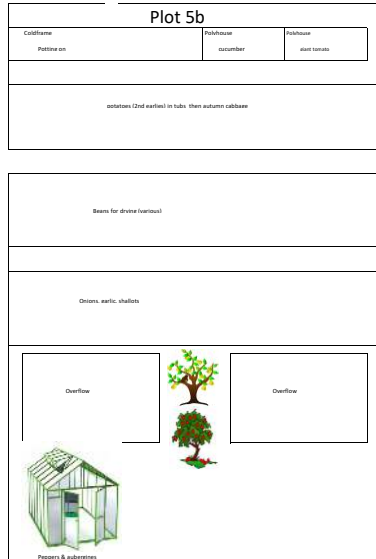 Plot 5b
Coldframe Polyhouse Polyhouse
Potting on cucumber giant tomato
potatoes (2nd earlies) in tubs then autumn cabbage
Beans for drying (various)
Onions, garlic, shallots
Overflow Overflow
Peppers & aubergines